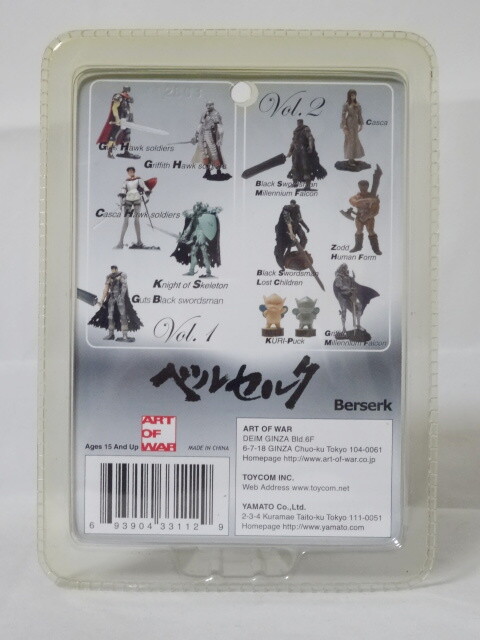 Guts Hawk soldiers
Griffith Hawk soldiers
Casca Hawk soldiers
Knight of Skeleton
Guts Black swordsman
Vol.1
Vol.2
Casca
Black Swordsman
Millennium Falcon
Zodd
Human Form
Black Swordsman
Lost Children
KURI-Puck
Griffith
Millennium Falcon
ベルセルク
Berserk
Ages 15 And Up
ART
OF
WAR
MADE IN CHINA
ART OF WAR
DEIM GINZA Bld.6F
6-7-18 GINZA Chuo-ku Tokyo 104-0061
Homepage http://www.art-of-war.co.jp
TOYCOM INC.
Web Address www.toycom.net
YAMATO Co.,Ltd.
2-3-4 Kuramae Taito-ku Tokyo 111-0051
Homepage http://www.yamato.com
6 93904 33112 9